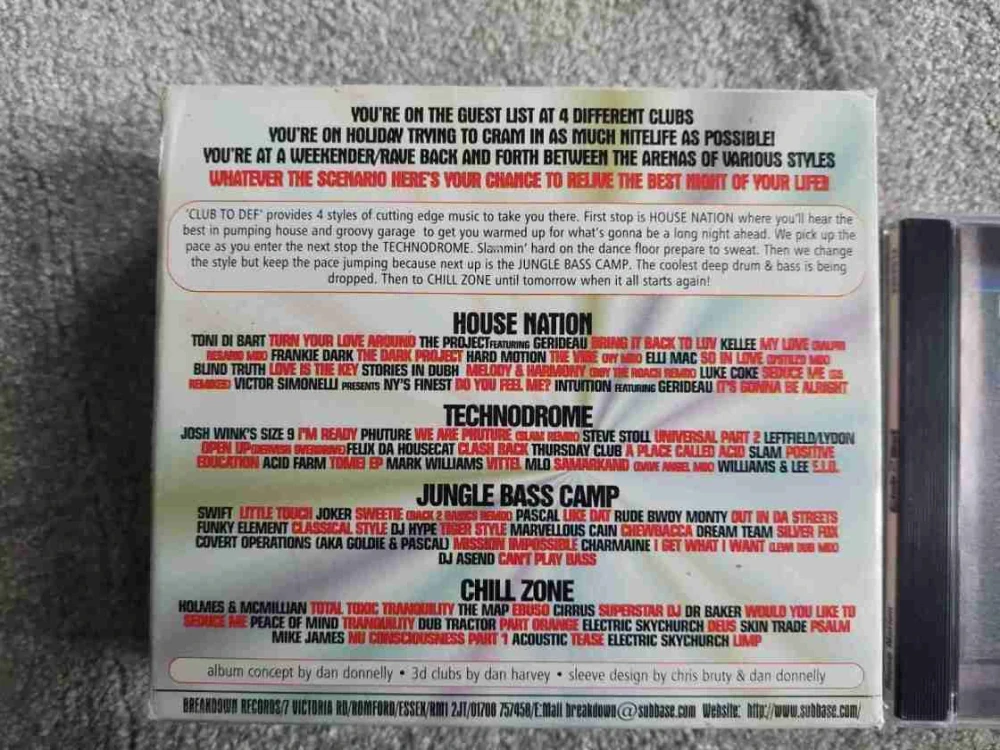 YOU'RE ON THE GUEST LIST AT 4 DIFFERENT CLUBS
YOU'RE ON HOLIDAY TRYING TO CRAM IN AS MUCH NITELIFE AS POSSIBLE!
YOU'RE AT A WEEKENDER/RAVE BACK AND FORTH BETWEEN THE ARENAS OF VARIOUS STYLES
WHATEVER THE SCENARIO HERE'S YOUR CHANCE TO RELIVE THE BEST NIGHT OF YOUR LIFE!!
'CLUB TO DEF' provides 4 styles of cutting edge music to take you there. First stop is HOUSE NATION where you'll hear the
best in pumping house and groovy garage to get you warmed up for what's gonna be a long night ahead. We pick up the
pace as you enter the next stop the TECHNODROME. Slammin' hard on the dance floor prepare to sweat. Then we change
the style but keep the pace jumping because next up is the JUNGLE BASS CAMP. The coolest deep drum & bass is being
dropped. Then to CHILL ZONE until tomorrow when it all starts again!
HOUSE NATION
TONI DI BART TURN YOUR LOVE AROUND THE PROJECT FEATURING GERIDEAU BRING IT BACK TO LUV KELLEE MY LOVE
FRANKIE DARK THE DARK PROJECT HARD MOTION THE VIBE ELLI MAC SO IN LOVE
BLIND TRUTH LOVE IS THE KEY STORIES IN DUBH MELODY & HARMONY (ROY THE ROACH REMIX) LUKE COKE SEDUCE ME
VICTOR SIMONELLI PRESENTS NY'S FINEST DO YOU FEEL ME? INTUITION FEATURING GERIDEAU IT'S GONNA BE ALRIGHT
TECHNODROME
JOSH WINK'S SIZE 9 I'M READY PHUTURE WE ARE PHUTURE (SLAM REMIX) STEVE STOLL UNIVERSAL PART 2 LEFTFIELD/LYDON
OPEN UP (DERVISH OVERDRIVE) FELIX DA HOUSECAT CLASH BACK THURSDAY CLUB A PLACE CALLED ACID SLAM POSITIVE
EDUCATION ACID FARM TOMEI EP MARK WILLIAMS VITTEL MLO SAMARKAND (DAVE ANGEL MIX) WILLIAMS & LEE E.I.D.
JUNGLE BASS CAMP
SWIFT LITTLE TOUCH JOKER SWEETIE (BACK 2 BASICS REMIX) PASCAL LIKE DAT RUDE BWOY MONTY OUT IN DA STREETS
FUNKY ELEMENT CLASSICAL STYLE DJ HYPE TIGER STYLE MARVELLOUS CAIN CHEWBACCA DREAM TEAM SILVER FOX
COVERT OPERATIONS (AKA GOLDIE & PASCAL) MISSION IMPOSSIBLE CHARMAINE I GET WHAT I WANT
DJ ASEND CAN'T PLAY BASS
CHILL ZONE
HOLMES & MCMILLIAN TOTAL TOXIC TRANQUILITY THE MAP EBUSO CIRRUS SUPERSTAR DJ DR BAKER WOULD YOU LIKE TO
SEDUCE ME PEACE OF MIND TRANQUILITY DUB TRACTOR PART ORANGE ELECTRIC SKYCHURCH DEUS SKIN TRADE PSALM
MIKE JAMES NU CONSCIOUSNESS PART 1 ACOUSTIC TEASE ELECTRIC SKYCHURCH LIMP
album concept by dan donnelly • 3d clubs by dan harvey • sleeve design by chris bruty & dan donnelly
BREAKDOWN RECORDS/7 VICTORIA RD/ROMFORD/ESSEX/RM1 2JT/01708 757458/E:Mail breakdown@subbase.com Website: http://www.subbase.com/